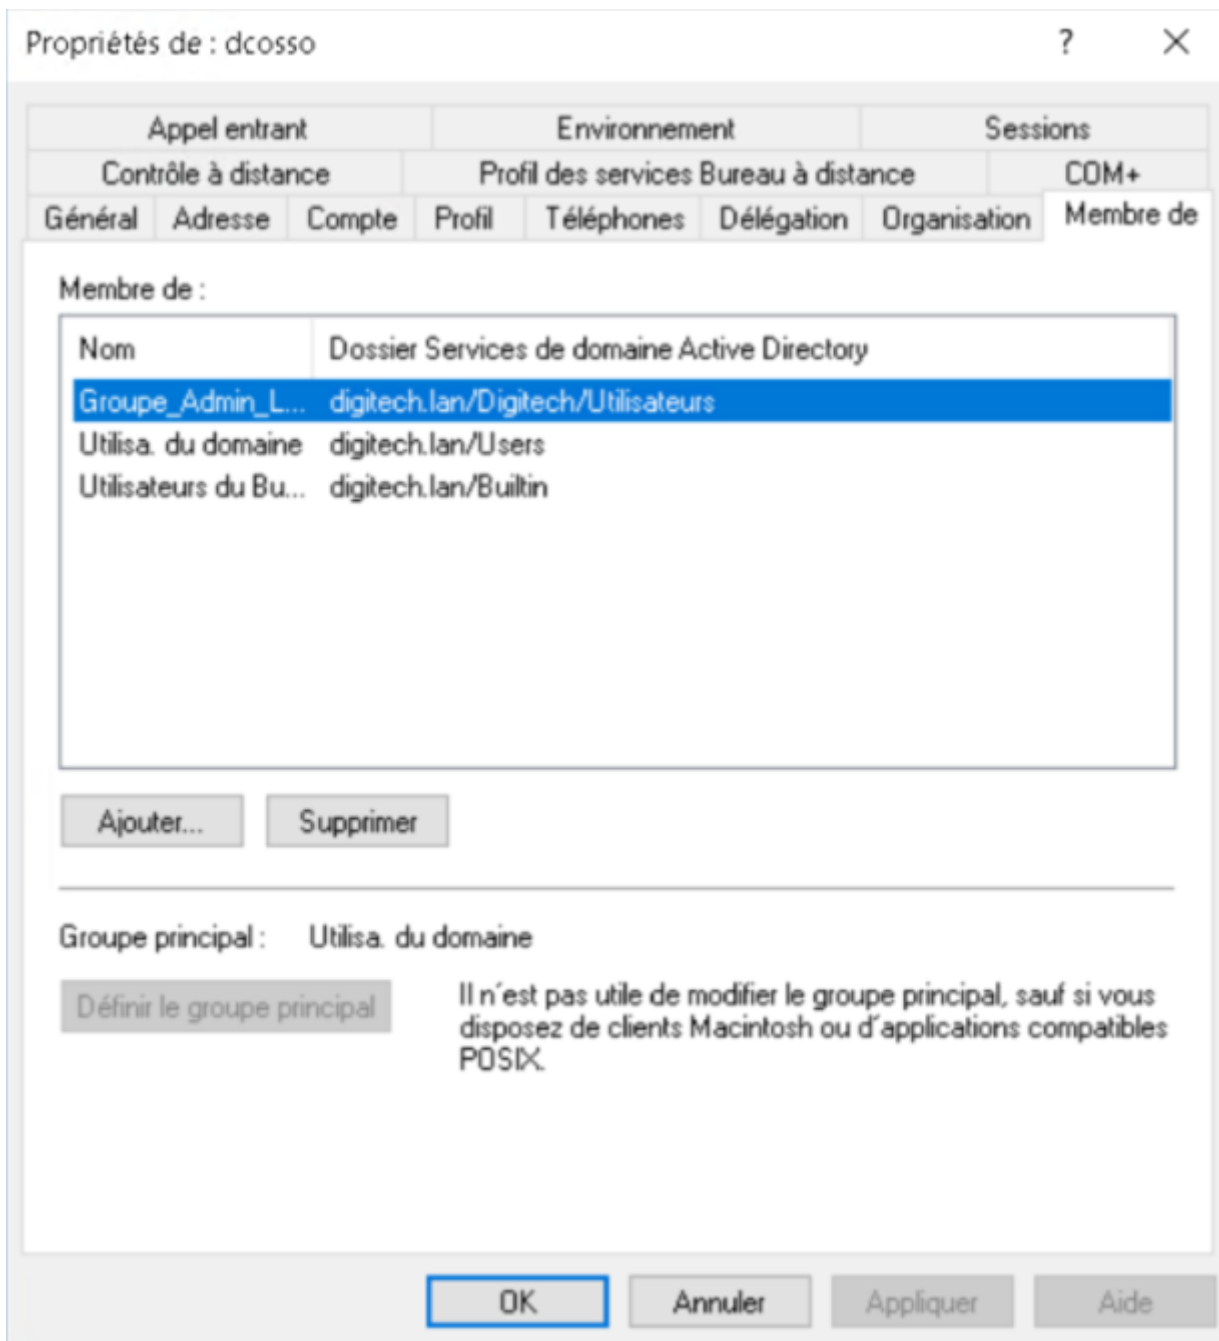 Propriétés de : dcosso ? ×
Appel entrant Environnement Sessions
Contrôle à distance Profil des services Bureau à distance COM+
Général Adresse Compte Profil Téléphones Délégation Organisation Membre de
Membre de :
Nom Dossier Services de domaine Active Directory
Groupe_Admin_L... digitech.lan/Digitech/Utilisateurs
Utilisa. du domaine digitech.lan/Users
Utilisateurs du Bu... digitech.lan/Builtin
Ajouter... Supprimer
Groupe principal : Utilisa. du domaine
Définir le groupe principal
Il n'est pas utile de modifier le groupe principal, sauf si vous
disposez de clients Macintosh ou d'applications compatibles
POSIX.
OK Annuler Appliquer Aide